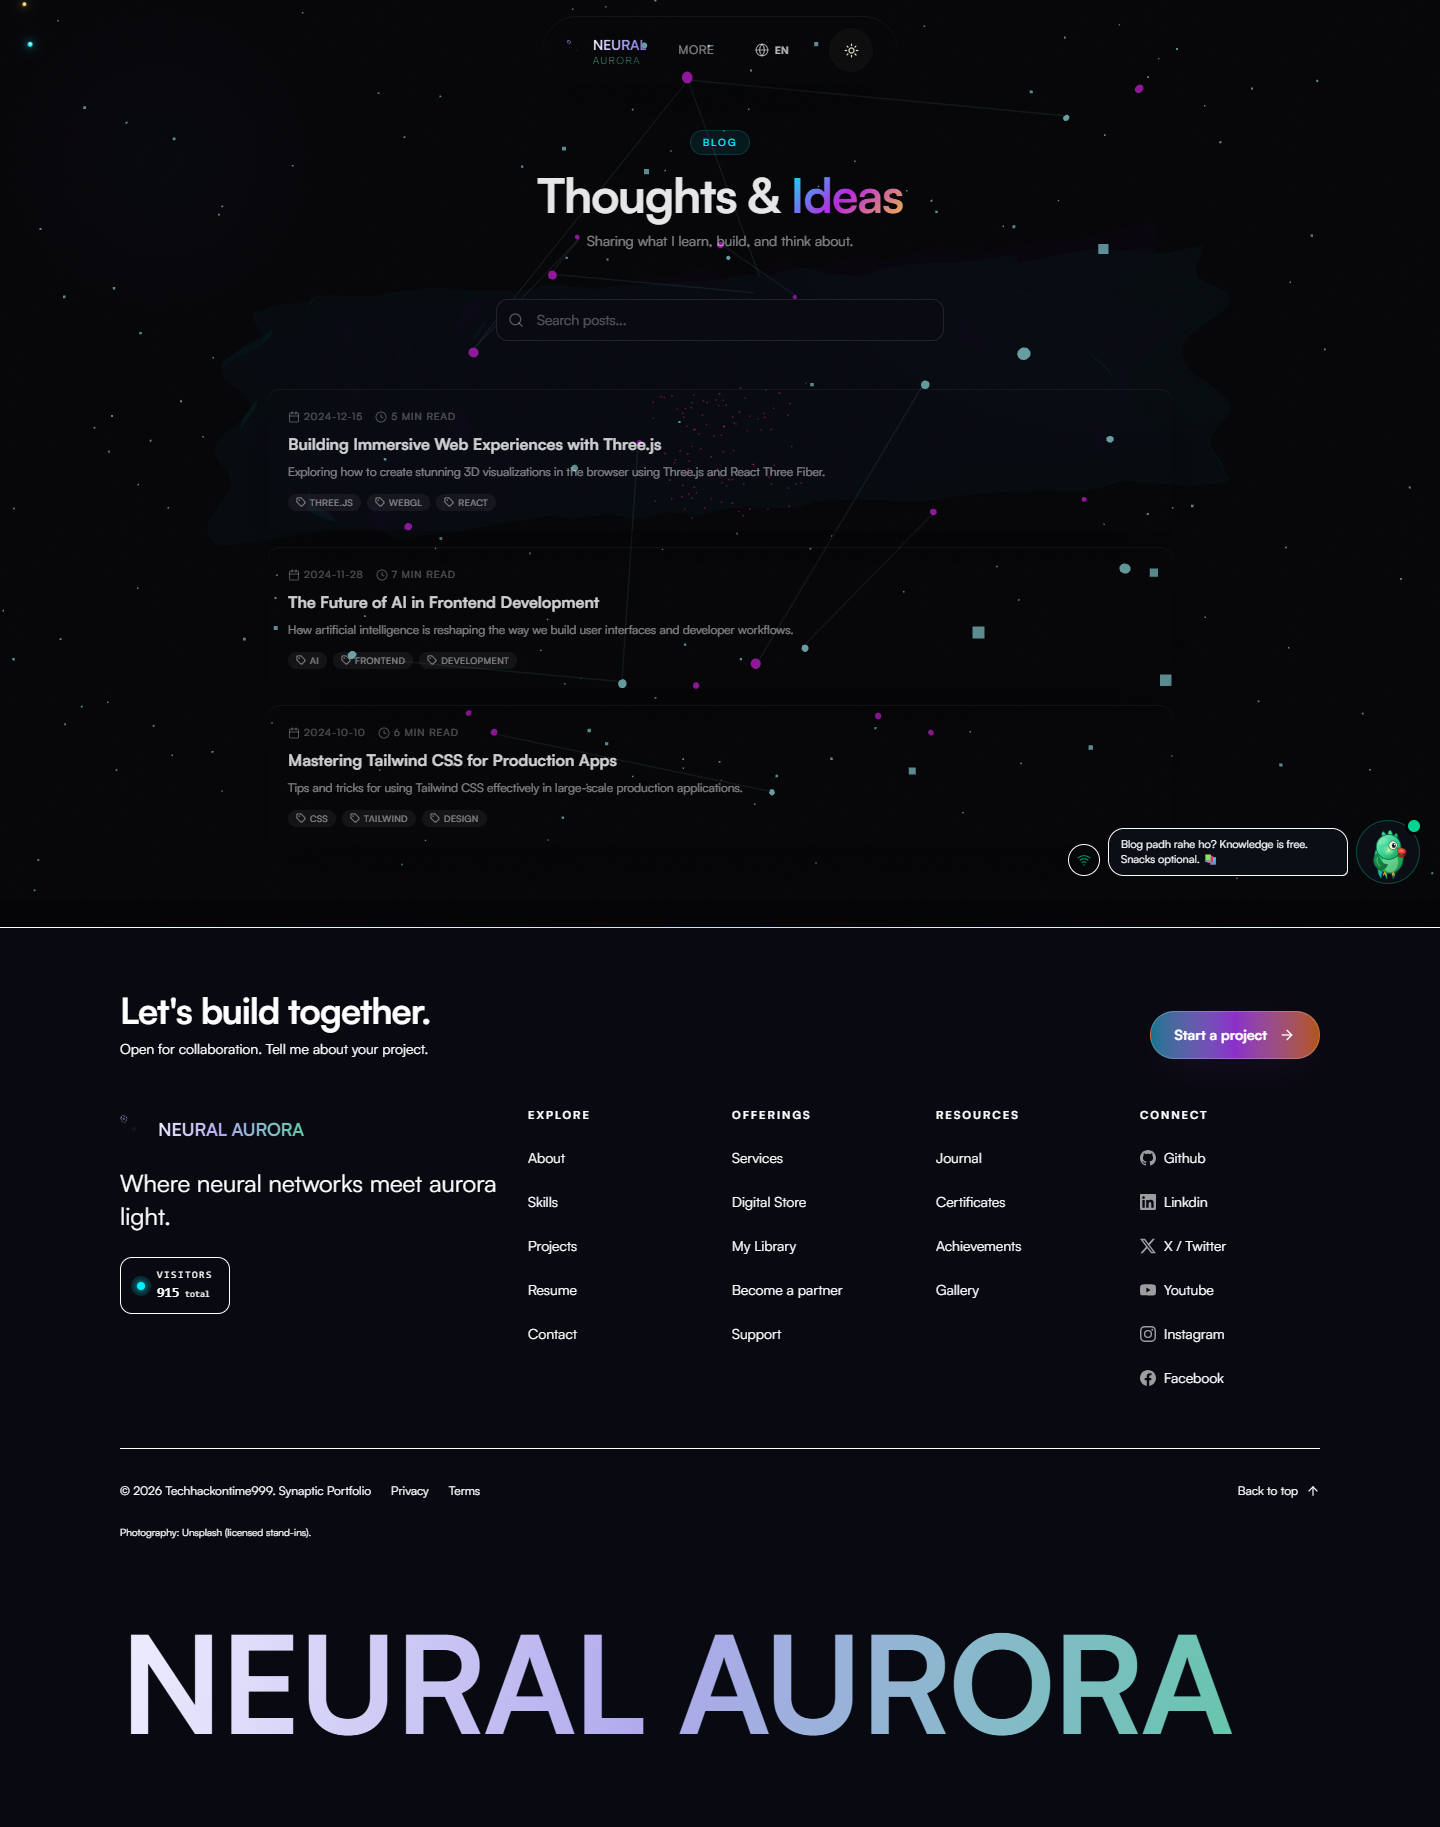 NEURAL
AURORA
MORE
EN
BLOG
Thoughts & Ideas
Sharing what I learn, build, and think about.
Search posts...
2024-12-15 5 MIN READ
Building Immersive Web Experiences with Three.js
Exploring how to create stunning 3D visualizations in the browser using Three.js and React Three Fiber.
THREE.JS WEBGL REACT
2024-11-28 7 MIN READ
The Future of AI in Frontend Development
How artificial intelligence is reshaping the way we build user interfaces and developer workflows.
AI FRONTEND DEVELOPMENT
2024-10-10 6 MIN READ
Mastering Tailwind CSS for Production Apps
Tips and tricks for using Tailwind CSS effectively in large-scale production applications.
CSS TAILWIND DESIGN
Blog padh rahe ho? Knowledge is free.
Snacks optional.
Let's build together.
Open for collaboration. Tell me about your project.
Start a project
NEURAL AURORA
Where neural networks meet aurora
light.
VISITORS
915 total
EXPLORE
About
Skills
Projects
Resume
Contact
OFFERINGS
Services
Digital Store
My Library
Become a partner
Support
RESOURCES
Journal
Certificates
Achievements
Gallery
CONNECT
Github
Linkdin
X / Twitter
Youtube
Instagram
Facebook
© 2026 Techhackontime999. Synaptic Portfolio Privacy Terms
Back to top
Photography: Unsplash (licensed stand-ins).
NEURAL AURORA